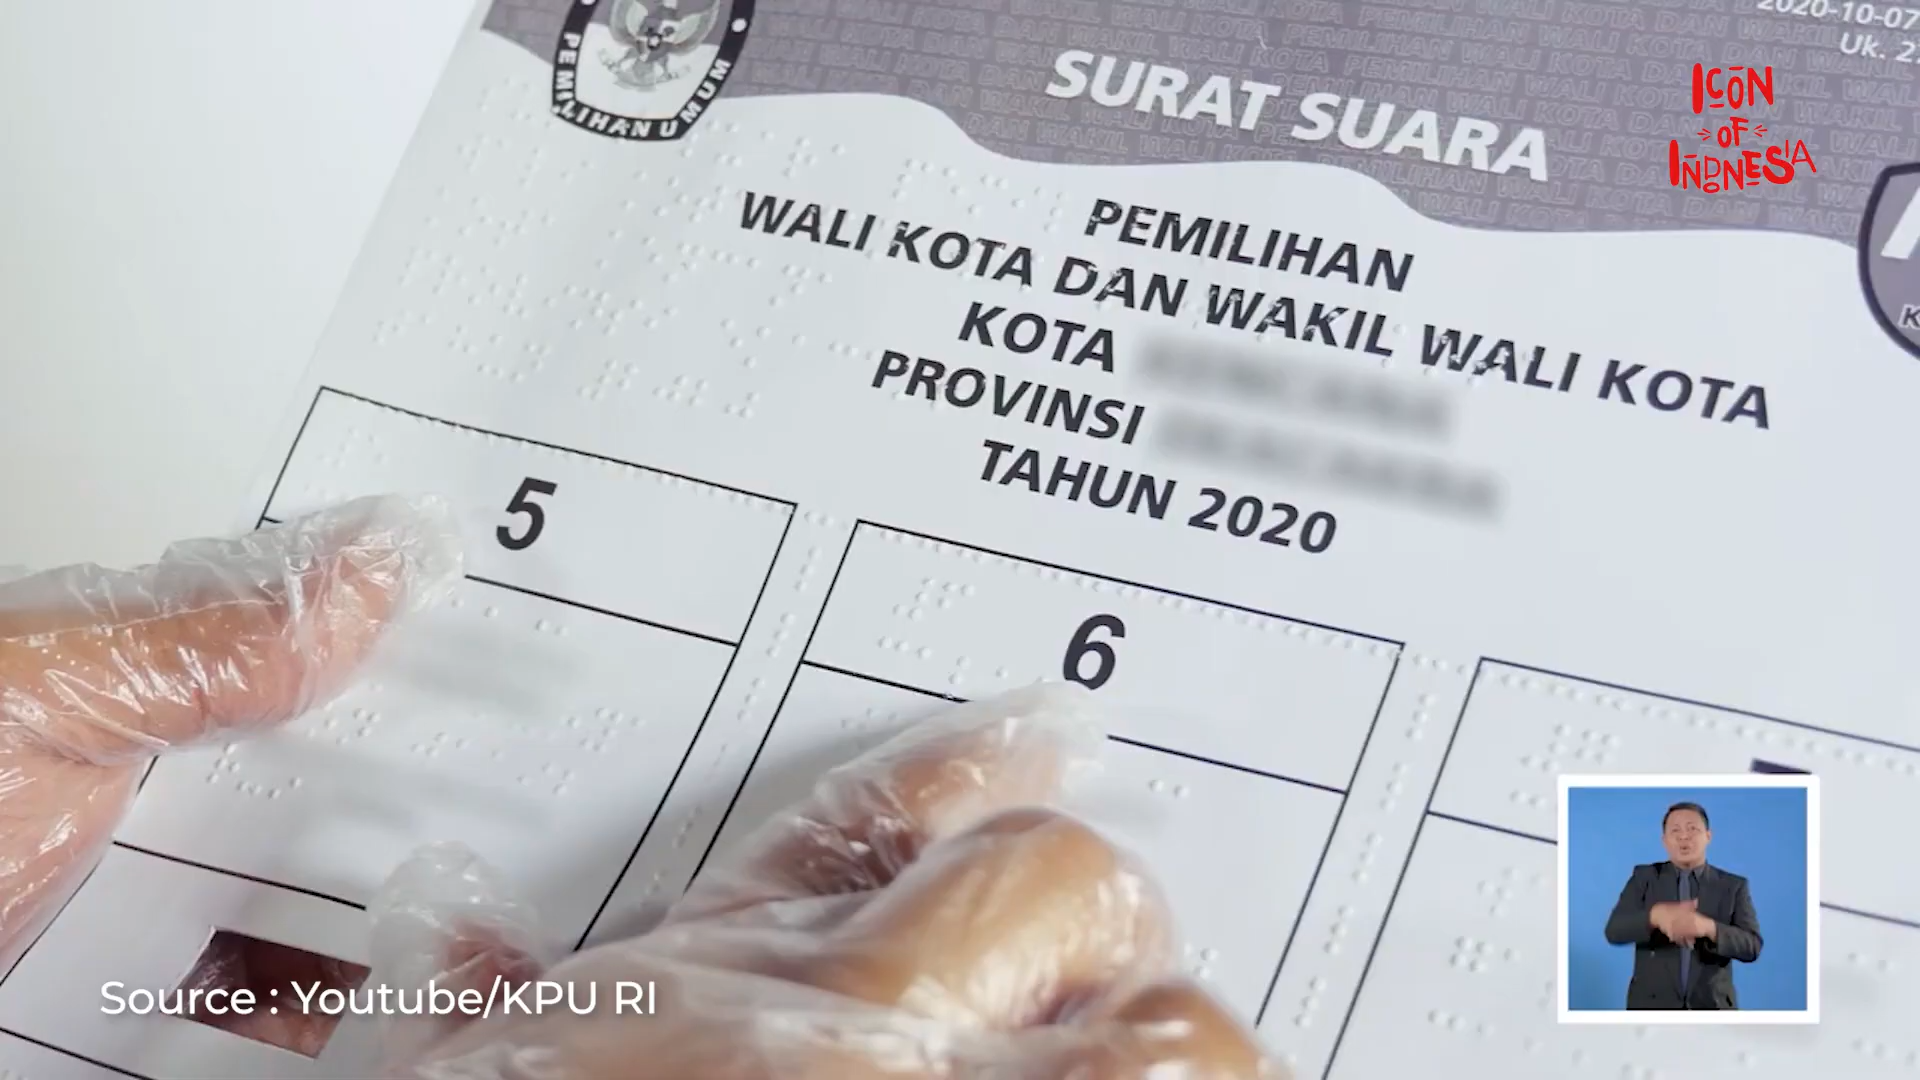 PEMILIHAN UMUM
2020-10-07
Uk.
SURAT SUARA
ICON
OF
INDONESIA
PEMILIHAN
WALI KOTA DAN WAKIL WALI KOTA
KOTA
PROVINSI
TAHUN 2020
5
6
Source : Youtube/KPU RI